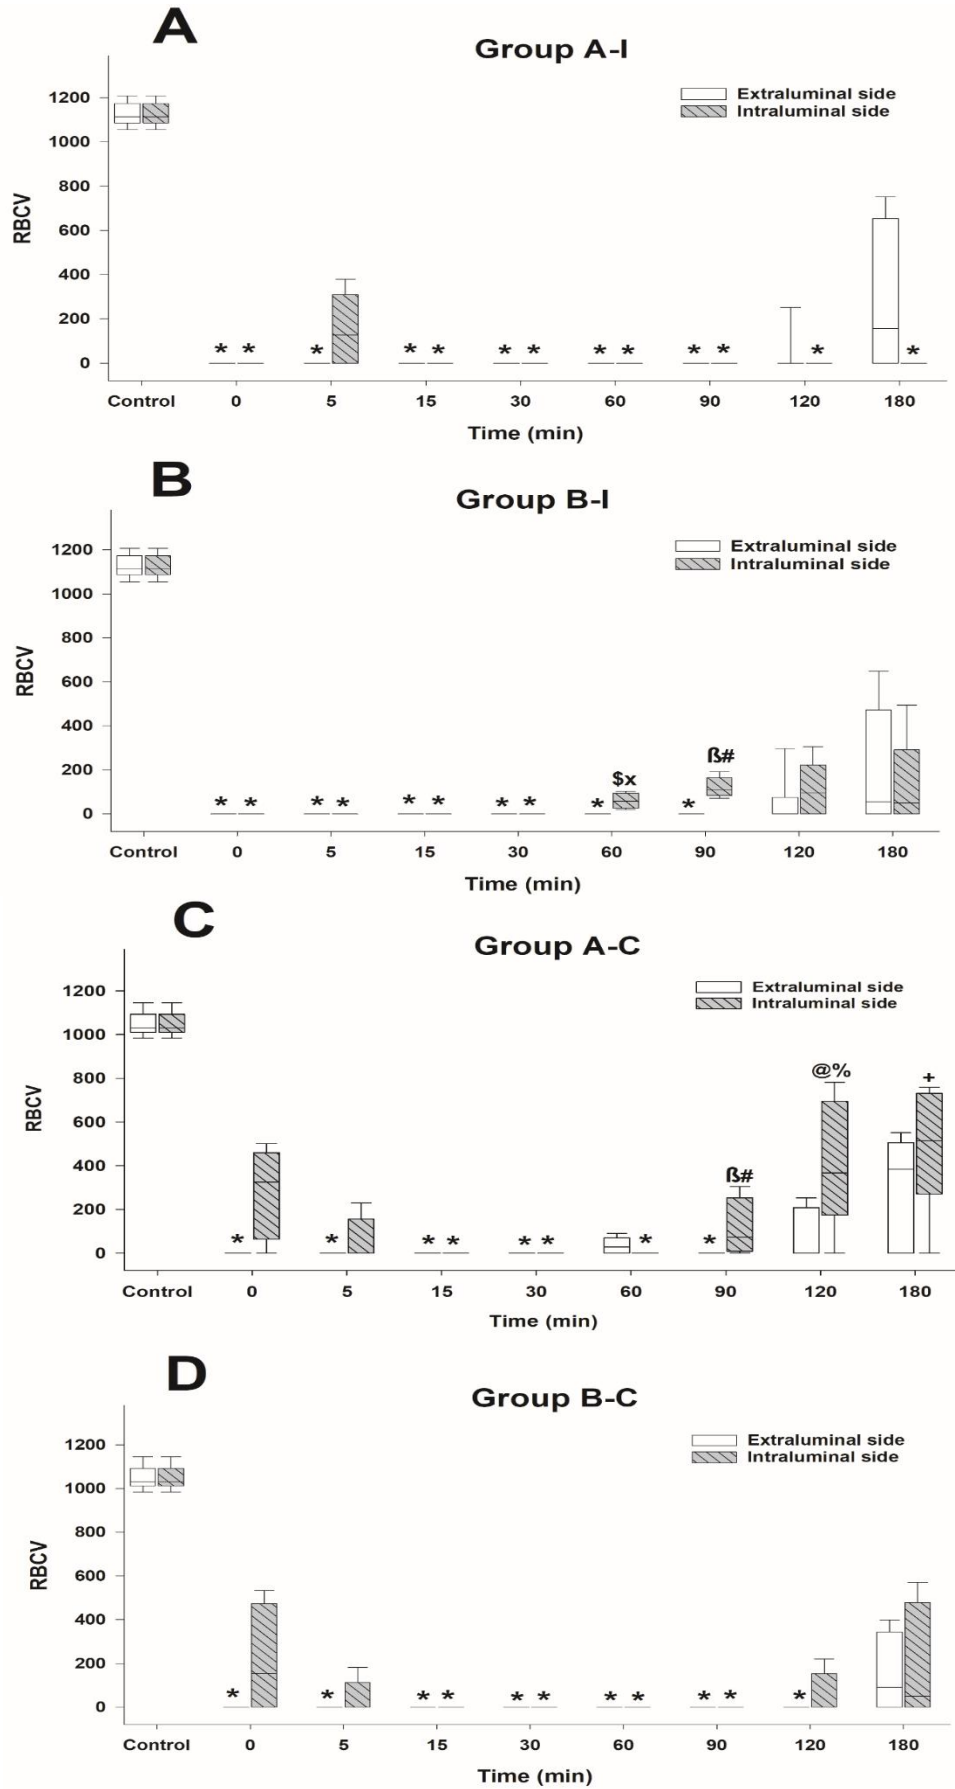 A
Group A-I
Extraluminal side
Intraluminal side
1200
1000
800
600
400
200
0
RBCV
* * * * * * * * * * * * *
Control 0 5 15 30 60 90 120 180
Time (min)
B
Group B-I
Extraluminal side
Intraluminal side
1200
1000
800
600
400
200
0
RBCV
ß#
$x
* * * * * * * * * *
Control 0 5 15 30 60 90 120 180
Time (min)
C
Group A-C
Extraluminal side
Intraluminal side
1200
1000
800
600
400
200
0
RBCV
@% +
ß#
* * * * * * * *
Control 0 5 15 30 60 90 120 180
Time (min)
D
Group B-C
Extraluminal side
Intraluminal side
1200
1000
800
600
400
200
0
RBCV
* * * * * * * * * * *
Control 0 5 15 30 60 90 120 180
Time (min)